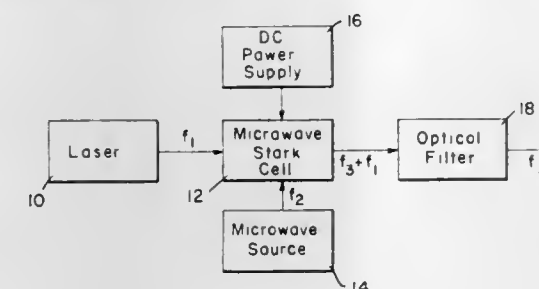 16
DC
Power
Supply
18
Laser
f₁
Microwave
Stark
Cell
f₃+f₁
Optical
Filter
f
10
12
f₂
Microwave
Source
14